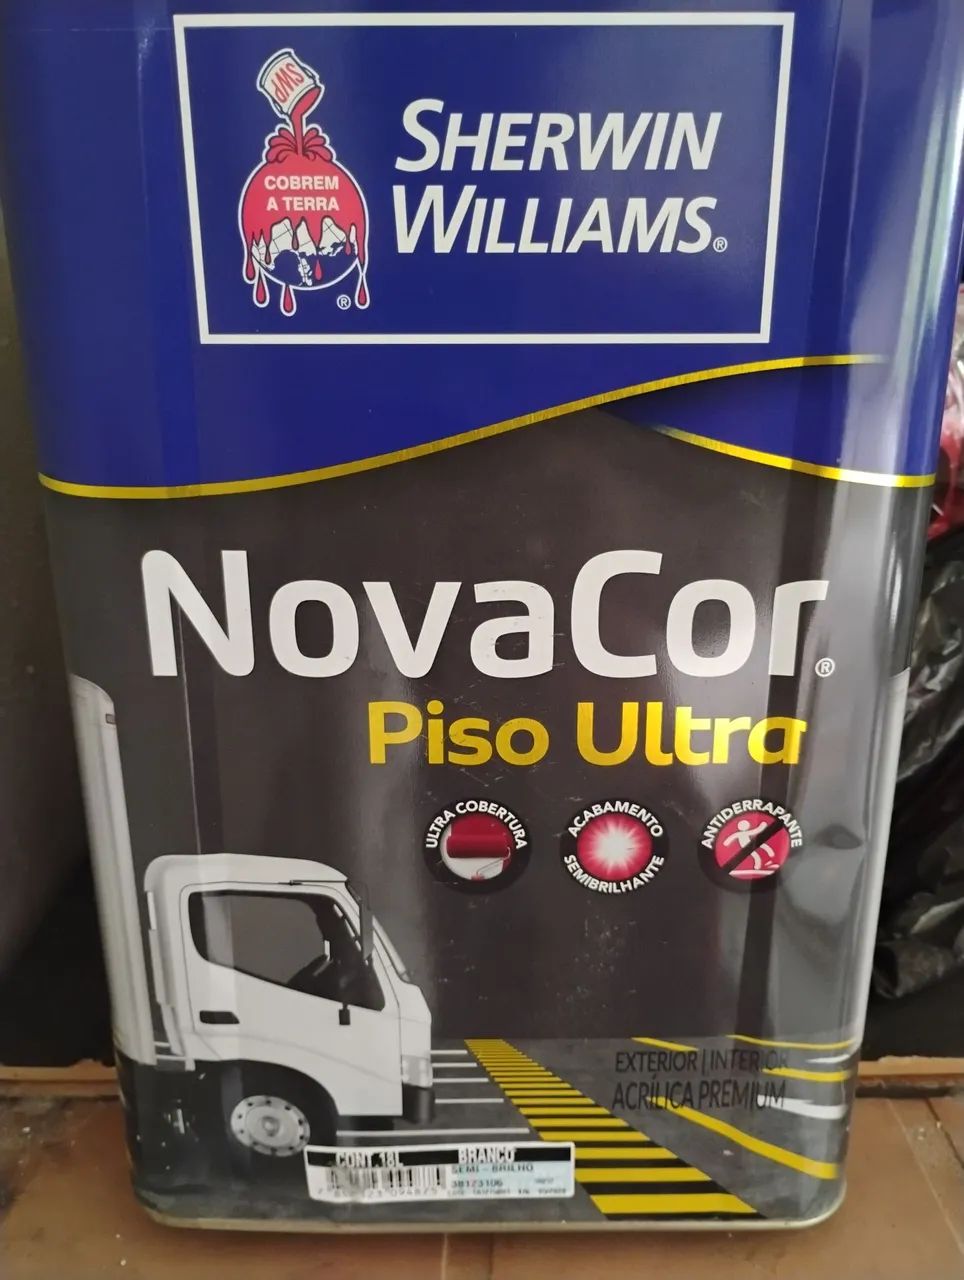 SWP
COBREM
A TERRA
®
SHERWIN
WILLIAMS®
NovaCor®
Piso Ultra
ULTRA COBERTURA
ACABAMENTO
SEMIBRILHANTE
ANTIDERRAPANTE
EXTERIOR | INTERIOR
ACRÍLICA PREMIUM
CONT. 18L
BRANCO
SEMI-BRILHO
38123106